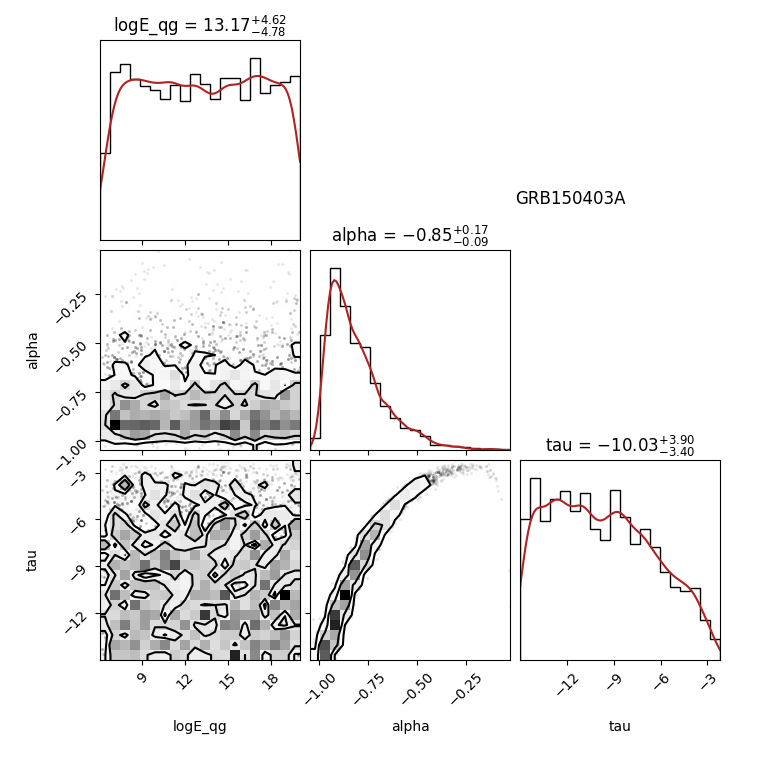 logE_qg = 13.17+4.62−4.78
GRB150403A
alpha = −0.85+0.17−0.09
−0.25
−0.50
−0.75
−1.00
alpha
tau = −10.03+3.90−3.40
−3
−6
−9
−12
tau
9 12 15 18
−1.00 −0.75 −0.50 −0.25
−12 −9 −6 −3
logE_qg alpha tau